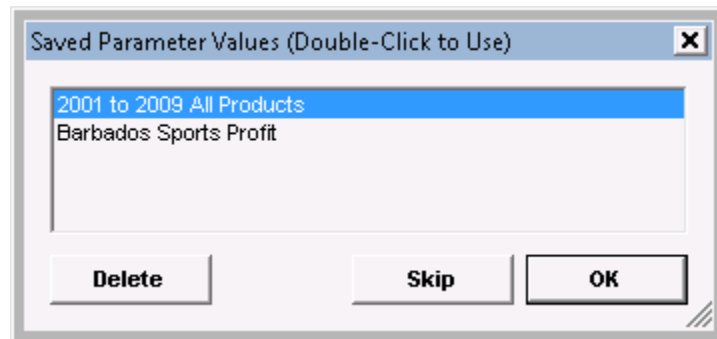 Saved Parameter Values (Double-Click to Use)
2001 to 2009 All Products
Barbados Sports Profit
Delete Skip OK